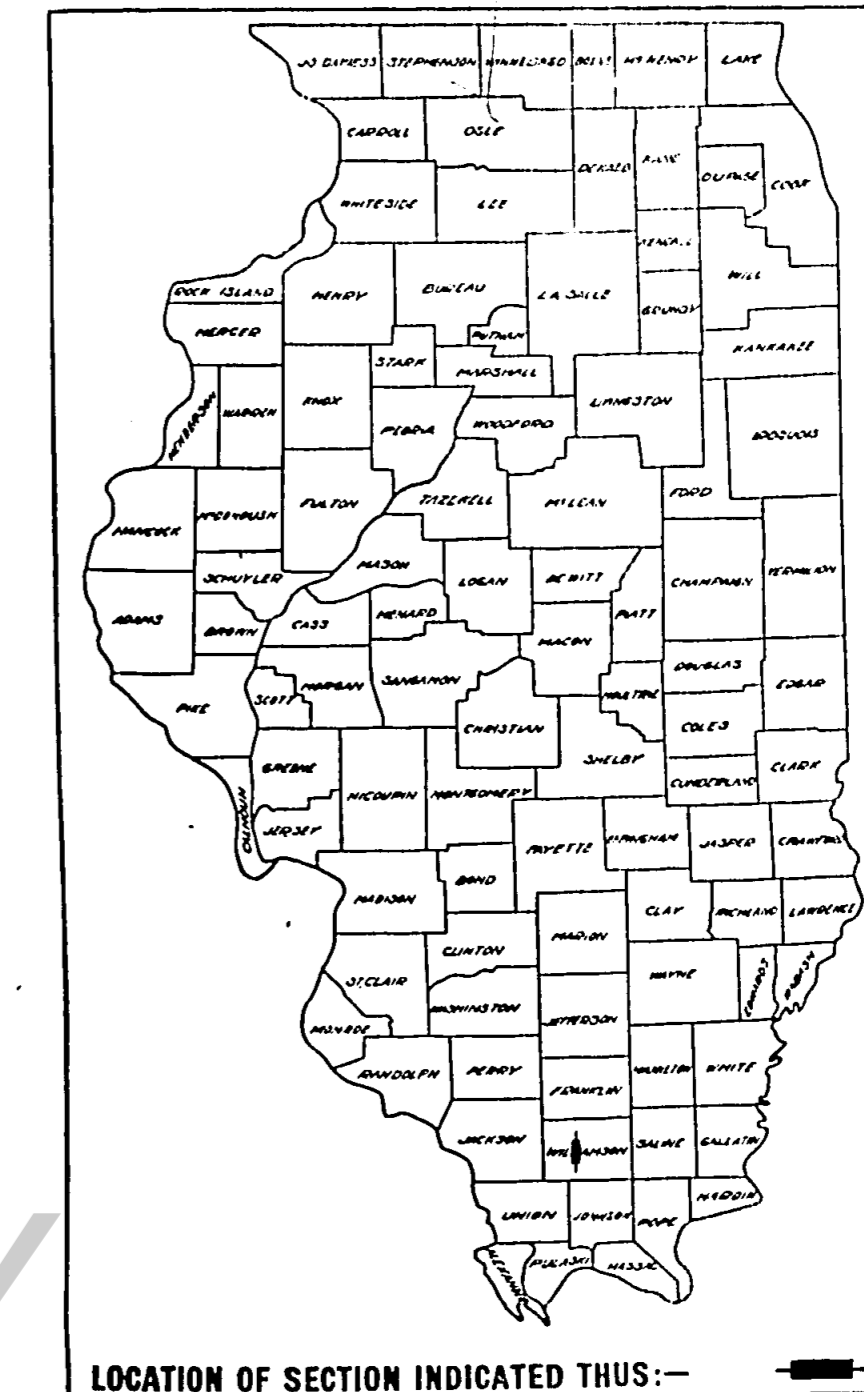 JO DAVIESS STEPHENSON WINNEBAGO BOONE McHENRY LAKE
CARROLL OGLE
DEKALB KANE DUPAGE COOK
WHITESIDE LEE
KENDALL
ROCK ISLAND HENRY BUREAU LA SALLE WILL
MERCER PUTNAM GRUNDY
KANKAKEE
STARK MARSHALL
HENDERSON WARREN KNOX PEORIA WOODFORD LIVINGSTON IROQUOIS
HANCOCK McDONOUGH FULTON TAZEWELL McLEAN FORD
MASON
SCHUYLER LOGAN DEWITT CHAMPAIGN VERMILION
ADAMS BROWN CASS MENARD MACON PIATT
DOUGLAS
PIKE SCOTT MORGAN SANGAMON MOULTRIE EDGAR
CHRISTIAN COLES
GREENE MACOUPIN MONTGOMERY SHELBY CUMBERLAND CLARK
CALHOUN JERSEY
FAYETTE EFFINGHAM JASPER CRAWFORD
MADISON BOND
CLAY RICHLAND LAWRENCE
CLINTON MARION
ST. CLAIR WAYNE EDWARDS WABASH
WASHINGTON
MONROE JEFFERSON
RANDOLPH PERRY HAMILTON WHITE
FRANKLIN
JACKSON WILLIAMSON SALINE GALLATIN
HARDIN
UNION JOHNSON POPE
ALEXANDER PULASKI MASSAC
LOCATION OF SECTION INDICATED THUS:—